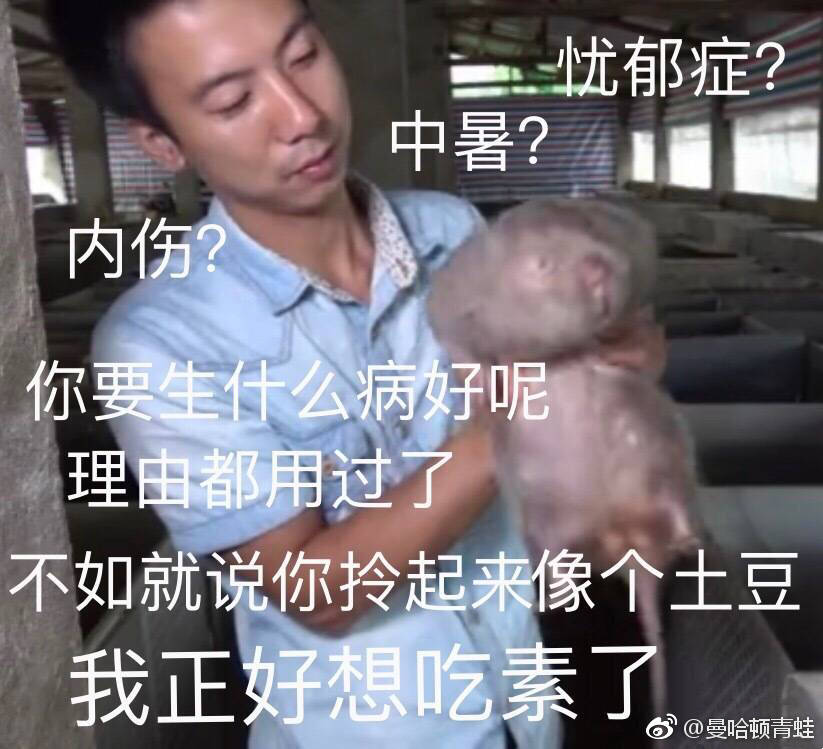 忧郁症?
中暑?
内伤?
你要生什么病好呢
理由都用过了
不如就说你拎起来像个土豆
我正好想吃素了
@曼哈顿青蛙